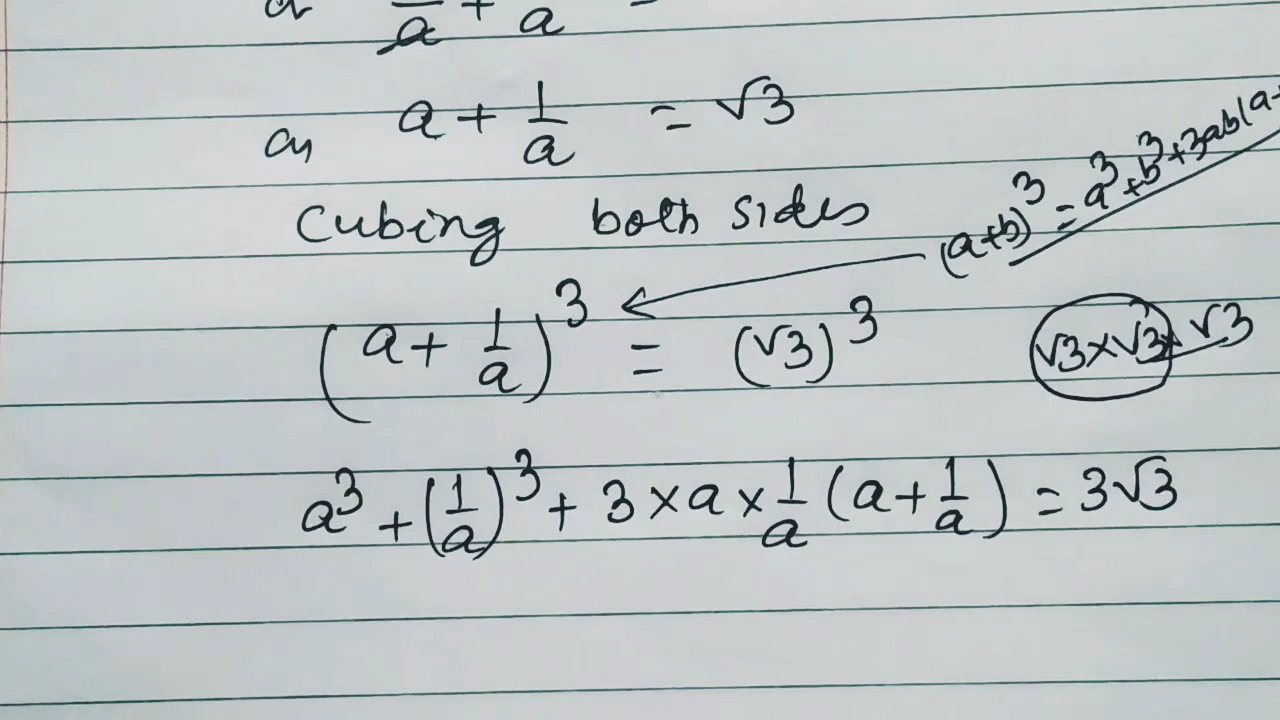 a + 1/a = √3
Cubing both sides
(a+b)³ = a³+b³+3ab(a+
(a + 1/a)³ = (√3)³
√3×√3×√3
a³ + (1/a)³ + 3×a×1/a (a + 1/a) = 3√3